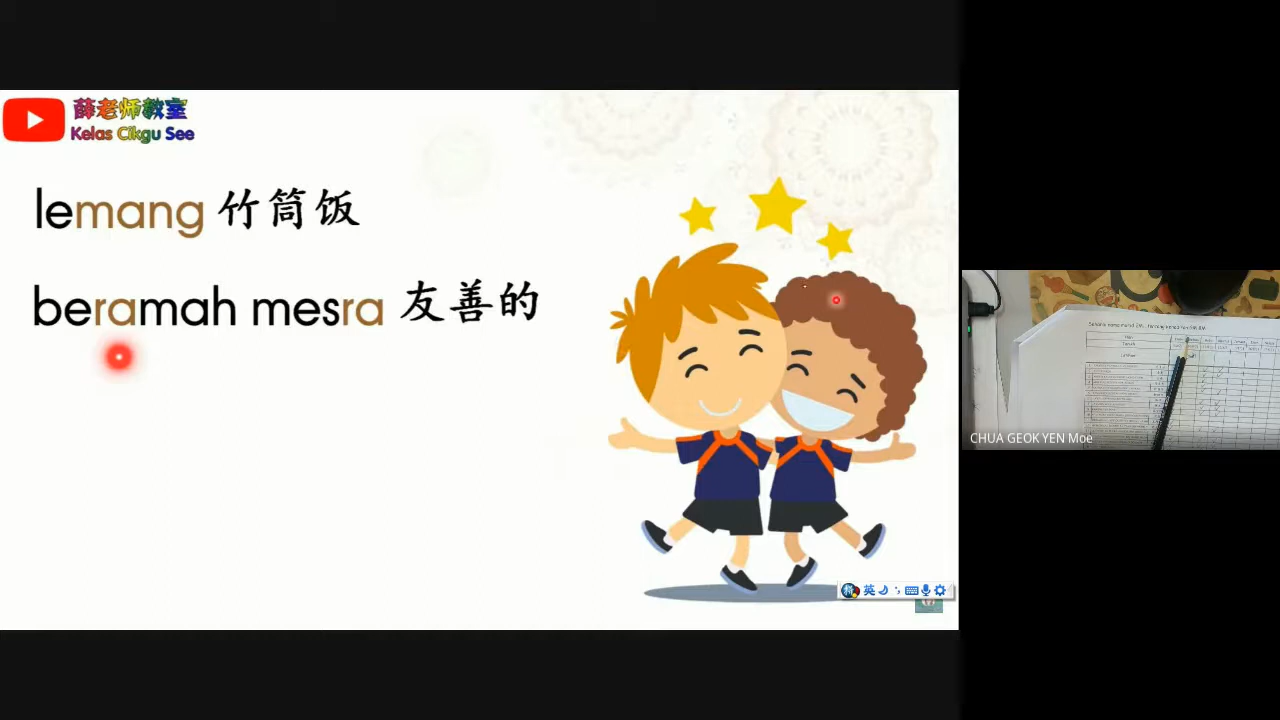 薛老师教室
Kelas Cikgu See
lemang 竹筒饭
beramah mesra 友善的
英
CHUA GEOK YEN Moe